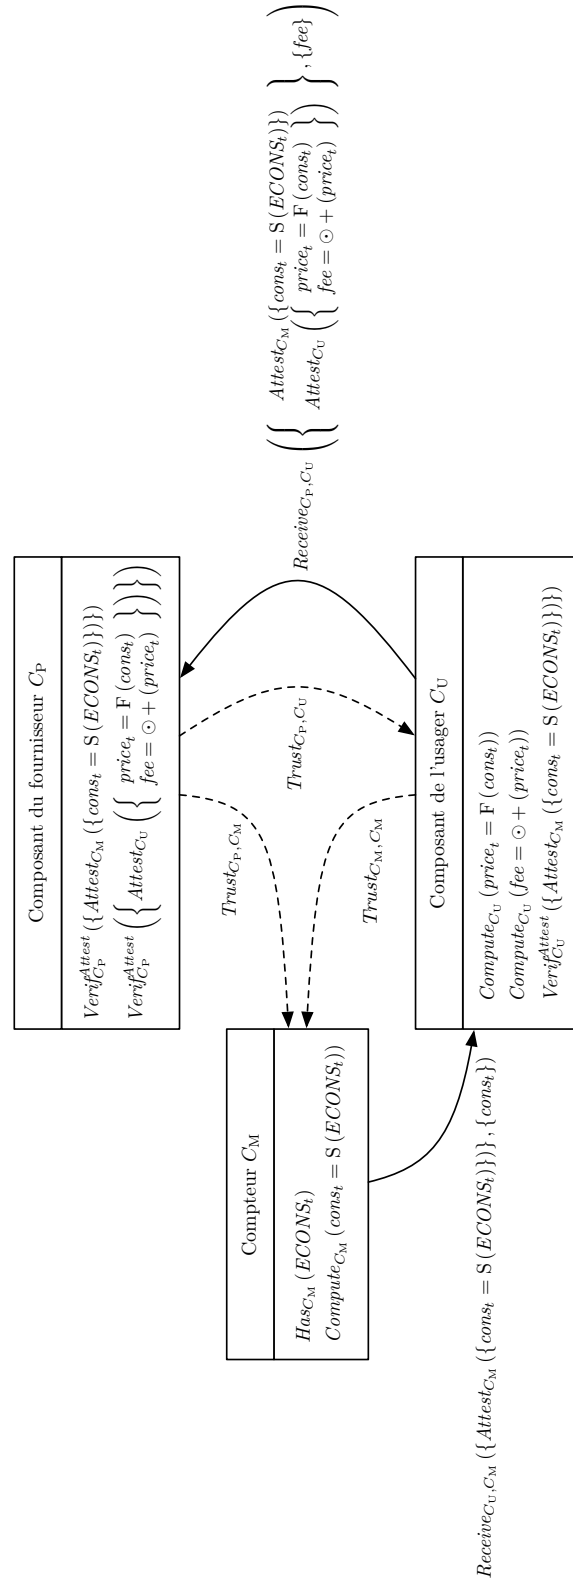 Composant du fournisseur C_P
Verif^{Attest}_{C_P} ({Attest_{C_M} ({cons_t = S (ECONS_t)})})
Verif^{Attest}_{C_P} ({ Attest_{C_U} ({ price_t = F (cons_t)
fee = ⊙ + (price_t) })})
Trust_{C_P,C_M}
Trust_{C_P,C_U}
Receive_{C_P,C_U} ({ Attest_{C_M} ({cons_t = S (ECONS_t)})
Attest_{C_U} ({ price_t = F (cons_t)
fee = ⊙ + (price_t) }) }, {fee})
Compteur C_M
Has_{C_M} (ECONS_t)
Compute_{C_M} (cons_t = S (ECONS_t))
Trust_{C_M,C_M}
Composant de l'usager C_U
Compute_{C_U} (price_t = F (cons_t))
Compute_{C_U} (fee = ⊙ + (price_t))
Verif^{Attest}_{C_U} ({Attest_{C_M} ({cons_t = S (ECONS_t)})})
Receive_{C_U,C_M} ({Attest_{C_M} ({cons_t = S (ECONS_t)})}, {cons_t})